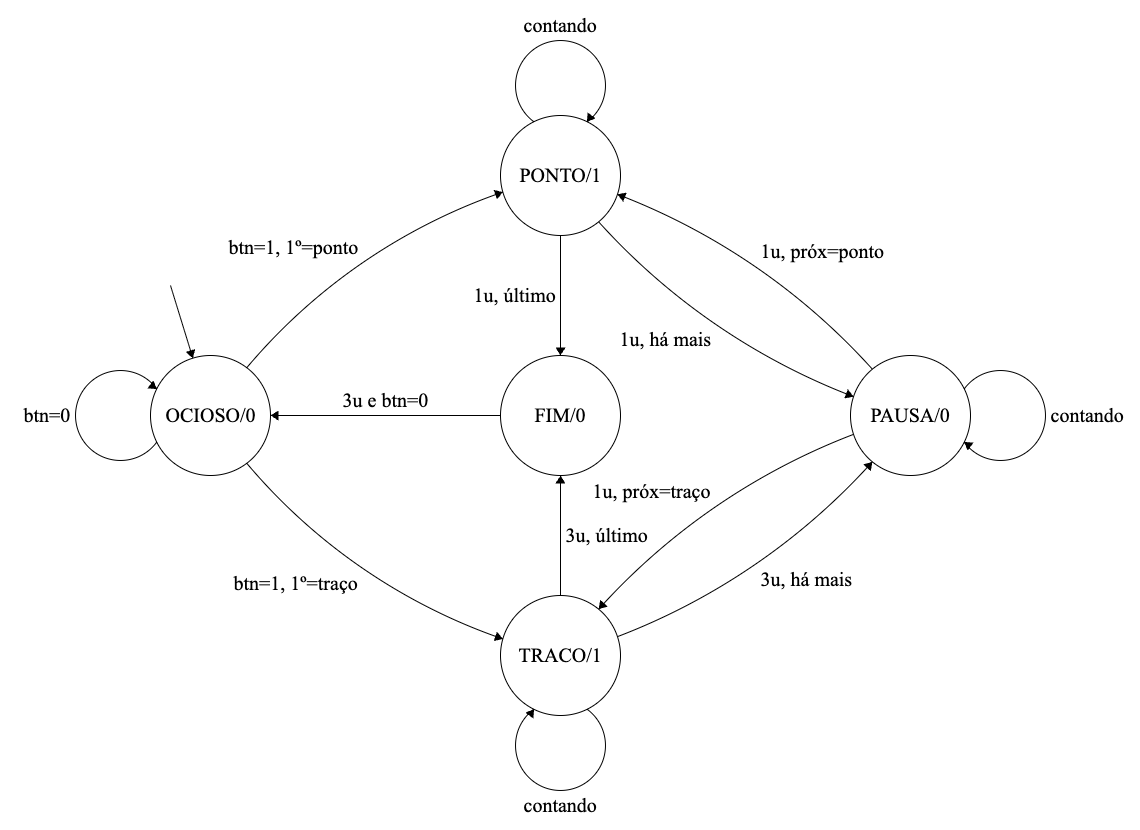 contando
PONTO/1
btn=1, 1º=ponto
1u, próx=ponto
1u, último
1u, há mais
btn=0
OCIOSO/0
3u e btn=0
FIM/0
PAUSA/0
contando
1u, próx=traço
3u, último
btn=1, 1º=traço
3u, há mais
TRACO/1
contando